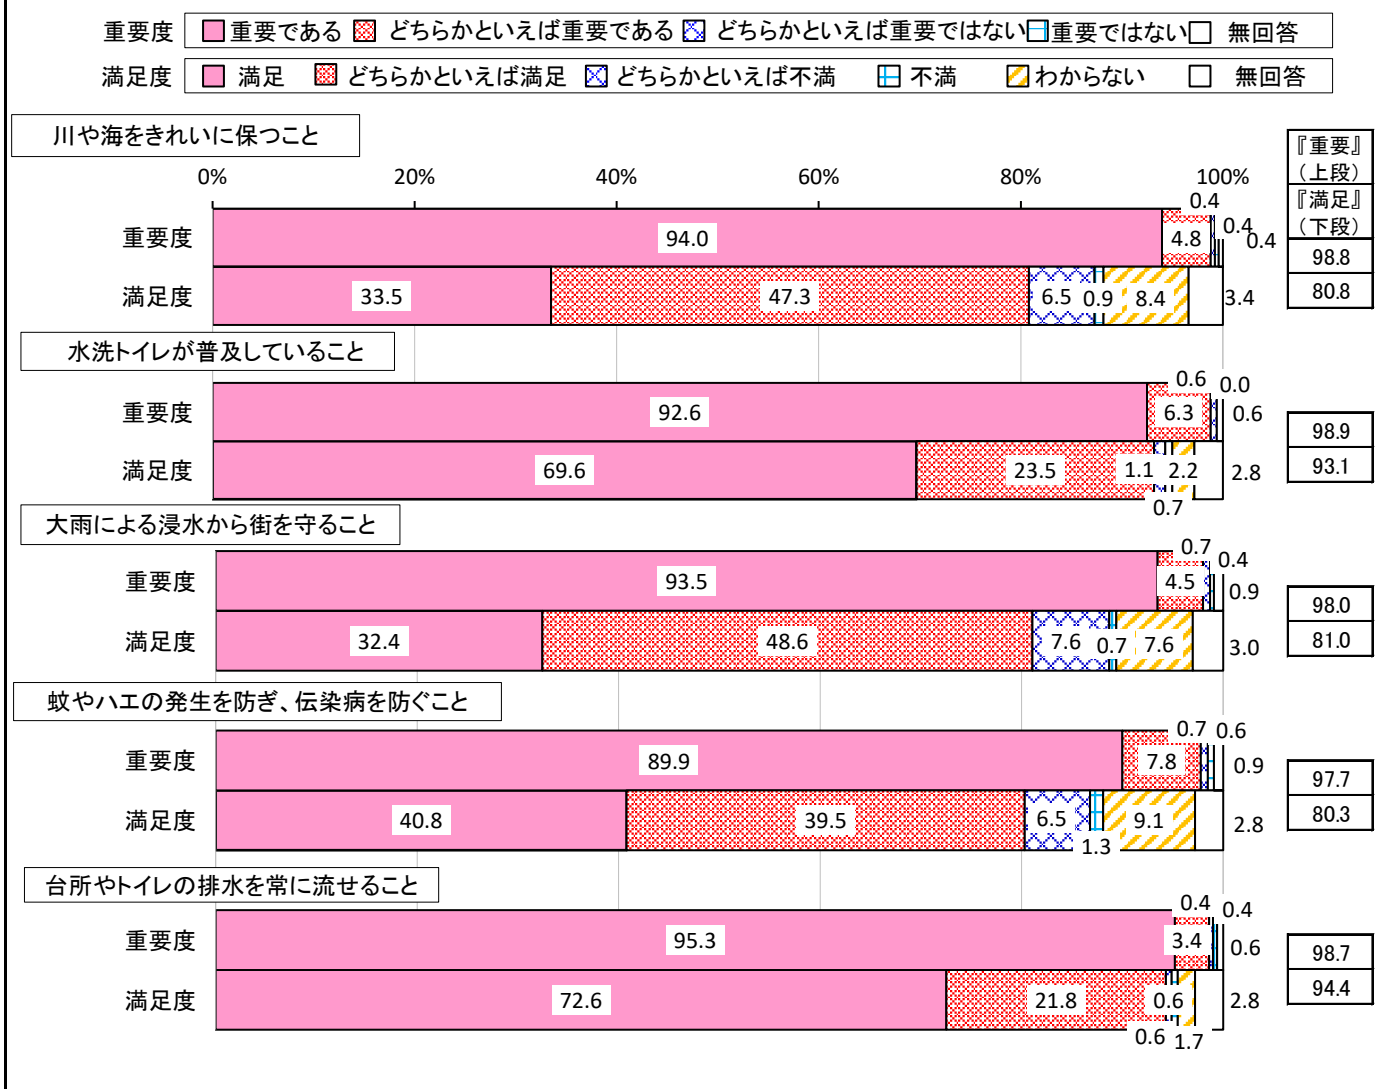 重要度 重要である どちらかといえば重要である どちらかといえば重要ではない 重要ではない 無回答
満足度 満足 どちらかといえば満足 どちらかといえば不満 不満 わからない 無回答
川や海をきれいに保つこと
『重要』
(上段)
『満足』
(下段)
0% 20% 40% 60% 80% 100%
重要度 94.0 4.8 0.4 0.4 0.4 98.8
満足度 33.5 47.3 6.5 0.9 8.4 3.4 80.8
水洗トイレが普及していること
重要度 92.6 6.3 0.6 0.0 0.6 98.9
満足度 69.6 23.5 1.1 0.7 2.2 2.8 93.1
大雨による浸水から街を守ること
重要度 93.5 4.5 0.7 0.4 0.9 98.0
満足度 32.4 48.6 7.6 0.7 7.6 3.0 81.0
蚊やハエの発生を防ぎ、伝染病を防ぐこと
重要度 89.9 7.8 0.7 0.6 0.9 97.7
満足度 40.8 39.5 6.5 1.3 9.1 2.8 80.3
台所やトイレの排水を常に流せること
重要度 95.3 3.4 0.4 0.4 0.6 98.7
満足度 72.6 21.8 0.6 0.6 1.7 2.8 94.4